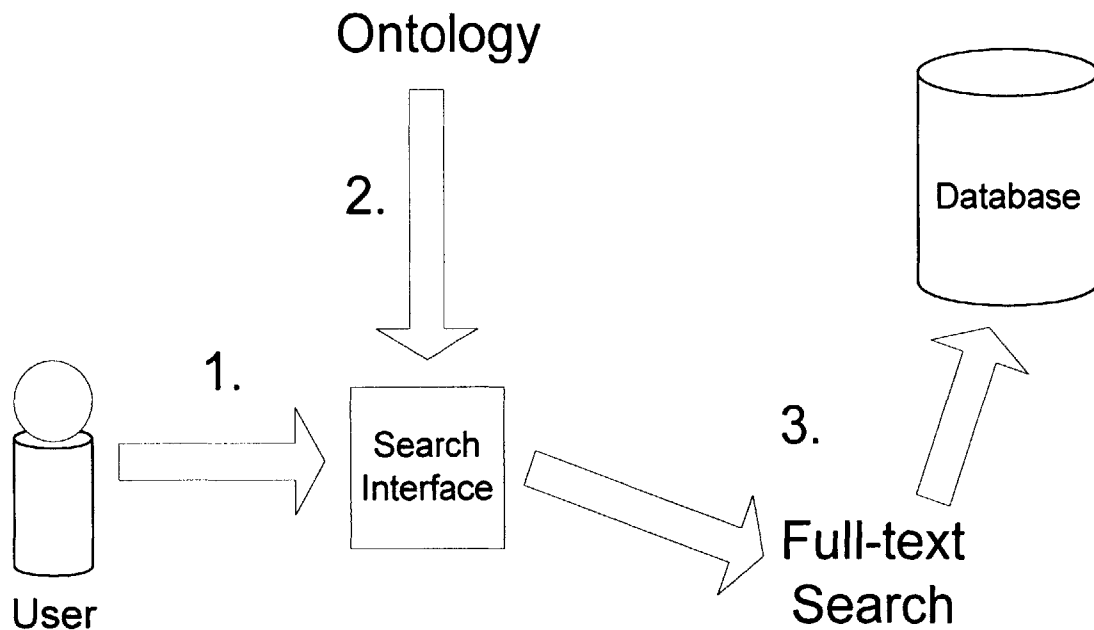 Ontology
2.
Database
1.
Search
Interface
3.
Full-text
Search
User